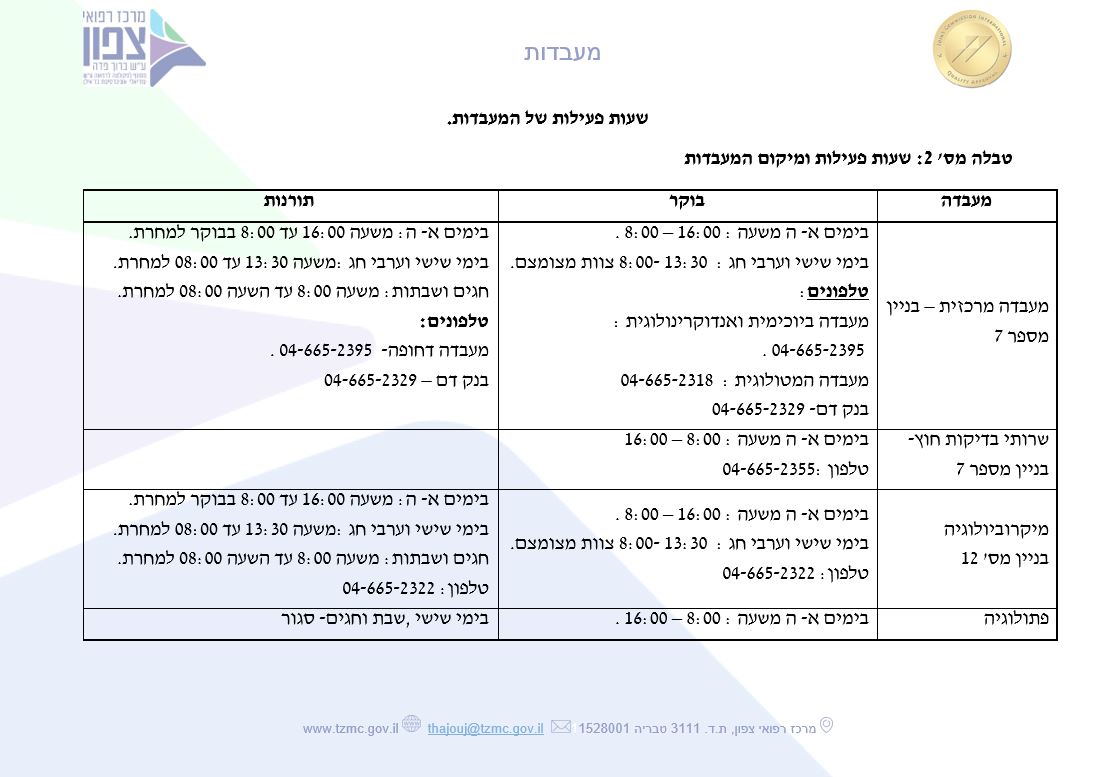 מרכז רפואי
צפון
ע״ש ברוך פדה
מעבדות
JOINT COMMISSION INTERNATIONAL
QUALITY APPROVAL
שעות פעילות של המעבדות.
טבלה מס׳ 2: שעות פעילות ומיקום המעבדות
מעבדה
בוקר
תורנות
מעבדה מרכזית – בניין
מספר 7
בימים א- ה משעה : 16:00 – 8:00 .
בימי שישי וערבי חג : 13:30 -8:00 צוות מצומצם.
טלפונים:
מעבדה ביוכימית ואנדוקרינולוגית :
04-665-2395 .
מעבדה המטולוגית : 04-665-2318
בנק דם- 04-665-2329
בימים א- ה: משעה 16:00 עד 8:00 בבוקר למחרת.
בימי שישי וערבי חג :משעה 13:30 עד 08:00 למחרת.
חגים ושבתות: משעה 8:00 עד השעה 08:00 למחרת.
טלפונים:
מעבדה דחופה- 04-665-2395 .
בנק דם – 04-665-2329
שרותי בדיקות חוץ-
בניין מספר 7
בימים א- ה משעה : 8:00 – 16:00
טלפון :04-665-2355
מיקרוביולוגיה
בניין מס׳ 12
בימים א- ה משעה : 16:00 – 8:00 .
בימי שישי וערבי חג : 13:30 -8:00 צוות מצומצם.
טלפון: 04-665-2322
בימים א- ה: משעה 16:00 עד 8:00 בבוקר למחרת.
בימי שישי וערבי חג :משעה 13:30 עד 08:00 למחרת.
חגים ושבתות: משעה 8:00 עד השעה 08:00 למחרת.
טלפון: 04-665-2322
פתולוגיה
בימים א- ה משעה : 8:00 – 16:00 .
בימי שישי ,שבת וחגים- סגור
מרכז רפואי צפון, ת.ד. 3111 טבריה 1528001 thajouj@tzmc.gov.il www.tzmc.gov.il